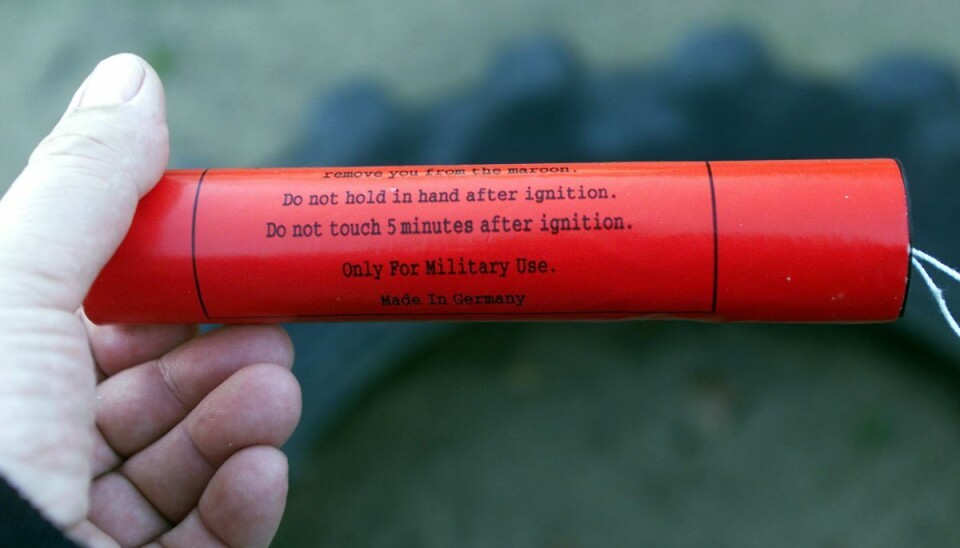 remove you from the maroon.
Do not hold in hand after ignition.
Do not touch 5 minutes after ignition.
Only For Military Use.
Made In Germany